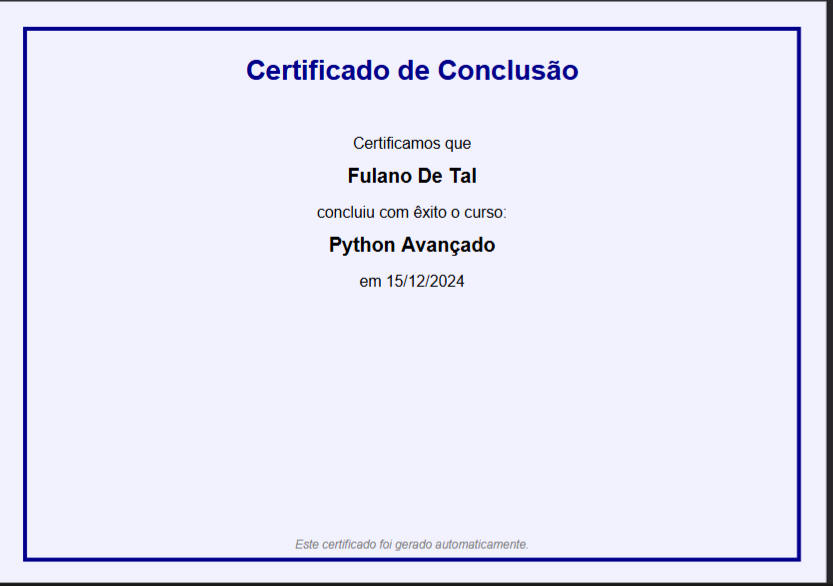 Certificado de Conclusão
Certificamos que
Fulano De Tal
concluiu com êxito o curso:
Python Avançado
em 15/12/2024
Este certificado foi gerado automaticamente.